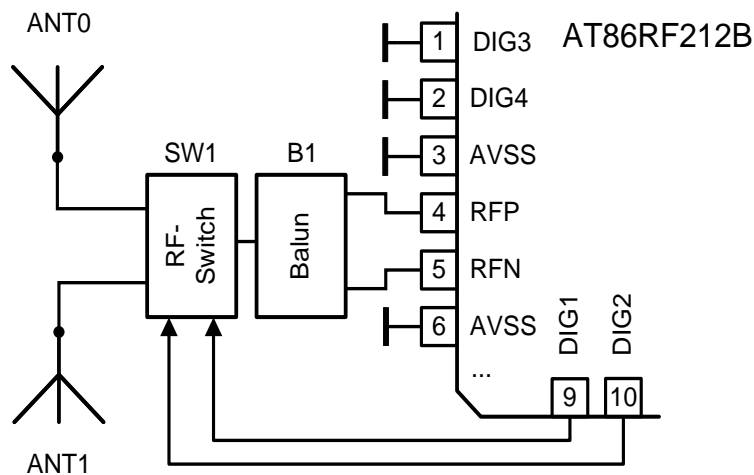 ANT0
1 DIG3 AT86RF212B
2 DIG4
3 AVSS
SW1 B1
RF-
Switch
Balun
4 RFP
5 RFN
6 AVSS
DIG1 DIG2
...
9 10
ANT1